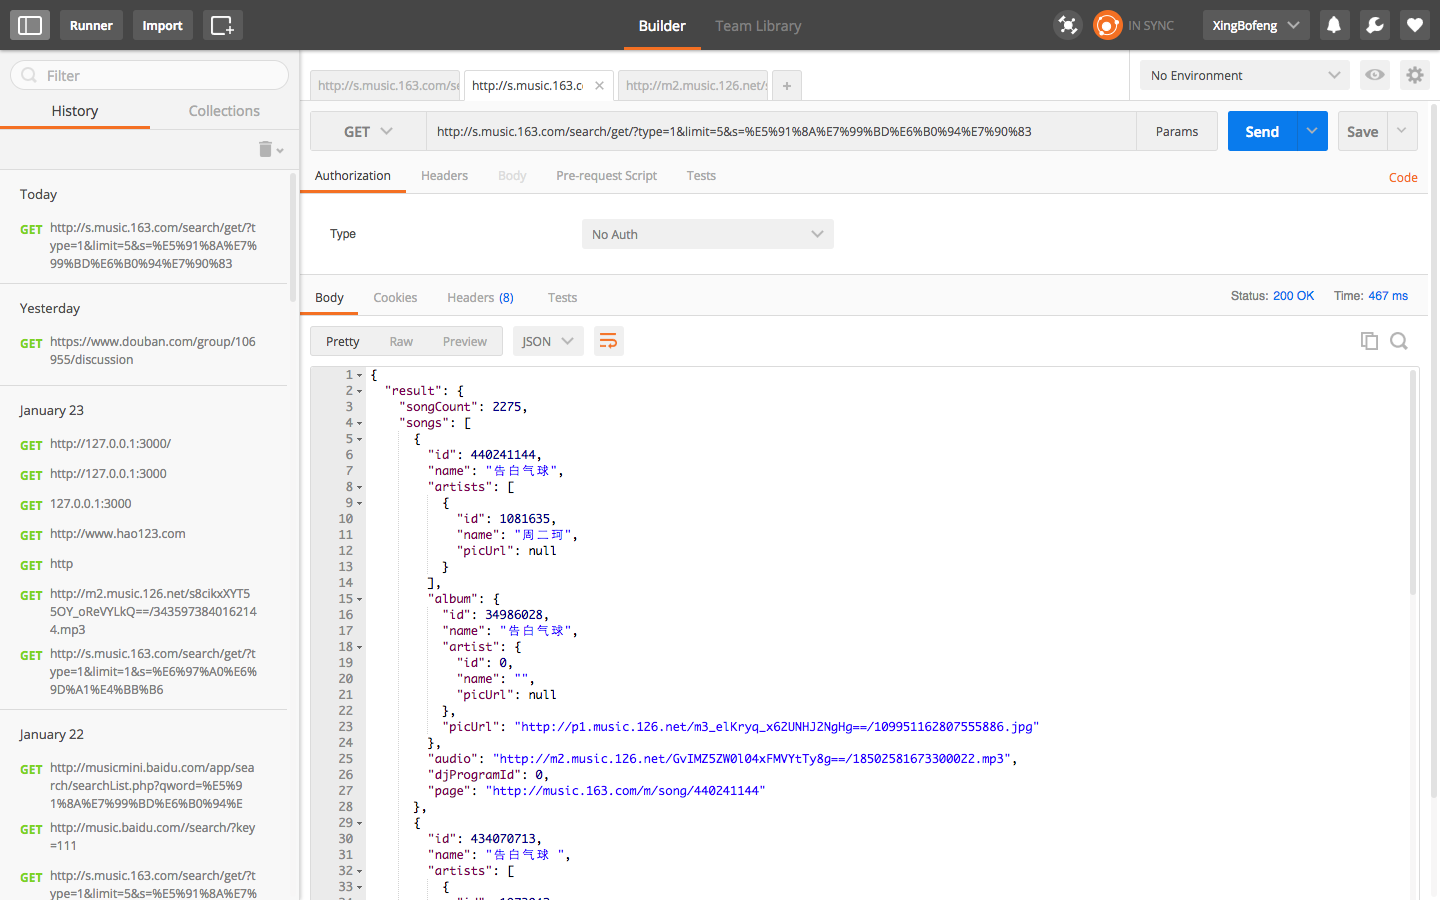 Runner
Import
Builder
Team Library
IN SYNC
XingBofeng
Filter
History
Collections
Today
GET http://s.music.163.com/search/get/?t
ype=1&limit=5&s=%E5%91%8A%E7%
99%BD%E6%B0%94%E7%90%83
Yesterday
GET https://www.douban.com/group/106
955/discussion
January 23
GET http://127.0.0.1:3000/
GET http://127.0.0.1:3000
GET 127.0.0.1:3000
GET http://www.hao123.com
GET http
GET http://m2.music.126.net/s8cikxXYT5
5OY_oReVYLkQ==/343597384016214
4.mp3
GET http://s.music.163.com/search/get/?t
ype=1&limit=1&s=%E6%97%A0%E6%
9D%A1%E4%BB%B6
January 22
GET http://musicmini.baidu.com/app/sea
rch/searchList.php?qword=%E5%9
1%8A%E7%99%BD%E6%B0%94%E
GET http://music.baidu.com//search/?key
=111
GET http://s.music.163.com/search/get/?t
ype=1&limit=5&s=%E5%91%8A%E7%
http://s.music.163.com/se
http://s.music.163.c
http://m2.music.126.net/
+
No Environment
GET
http://s.music.163.com/search/get/?type=1&limit=5&s=%E5%91%8A%E7%99%BD%E6%B0%94%E7%90%83
Params
Send
Save
Authorization
Headers
Body
Pre-request Script
Tests
Code
Type
No Auth
Body
Cookies
Headers (8)
Tests
Status: 200 OK
Time: 467 ms
Pretty
Raw
Preview
JSON
1 {
2 "result": {
3 "songCount": 2275,
4 "songs": [
5 {
6 "id": 440241144,
7 "name": "告白气球",
8 "artists": [
9 {
10 "id": 1081635,
11 "name": "周二珂",
12 "picUrl": null
13 }
14 ],
15 "album": {
16 "id": 34986028,
17 "name": "告白气球",
18 "artist": {
19 "id": 0,
20 "name": "",
21 "picUrl": null
22 },
23 "picUrl": "http://p1.music.126.net/m3_elKryq_x6ZUNHJ2NgHg==/109951162807555886.jpg"
24 },
25 "audio": "http://m2.music.126.net/GvIMZ5ZW0l04xFMVYtTy8g==/18502581673300022.mp3",
26 "djProgramId": 0,
27 "page": "http://music.163.com/m/song/440241144"
28 },
29 {
30 "id": 434070713,
31 "name": "告白气球 ",
32 "artists": [
33 {